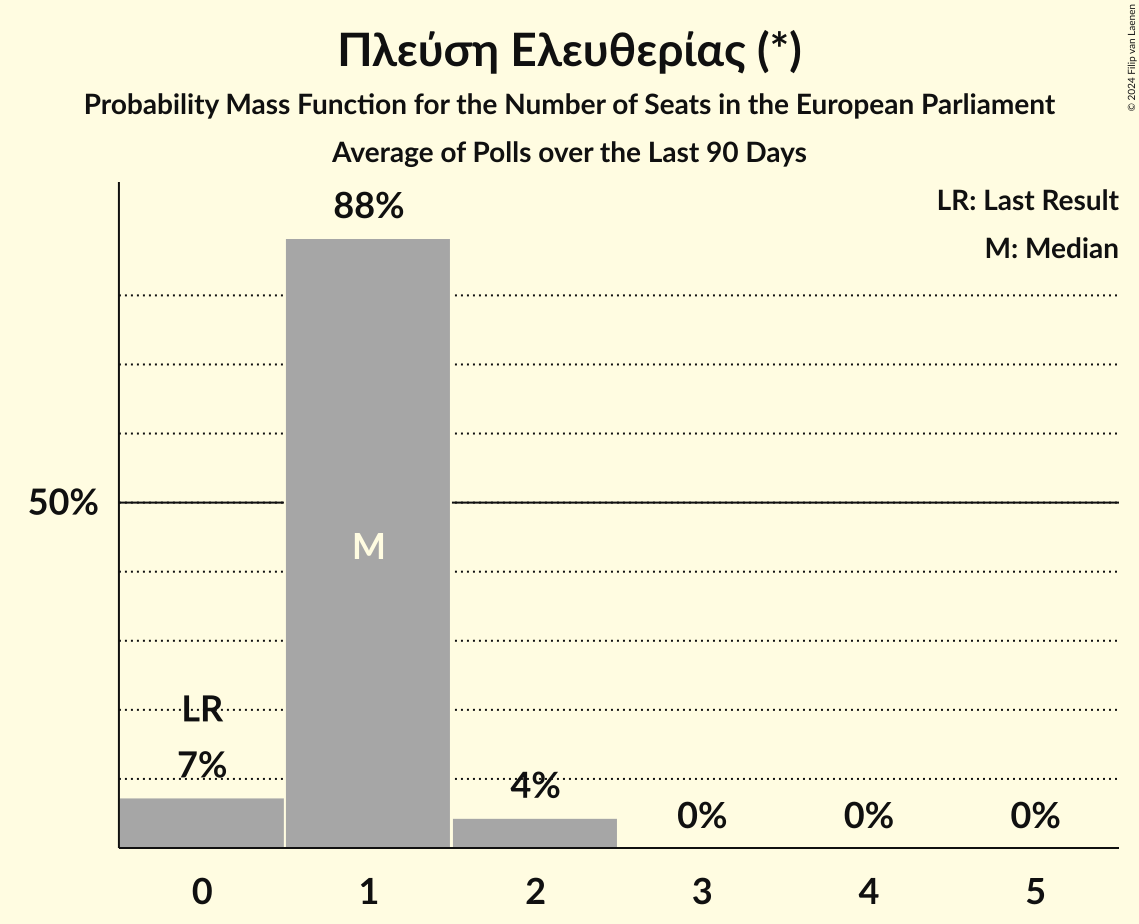 Πλεύση Ελευθερίας (*)
Probability Mass Function for the Number of Seats in the European Parliament
Average of Polls over the Last 90 Days
© 2024 Filip van Laenen
LR: Last Result
M: Median
88%
50%
M
LR
7%
4%
0%
0%
0%
0
1
2
3
4
5